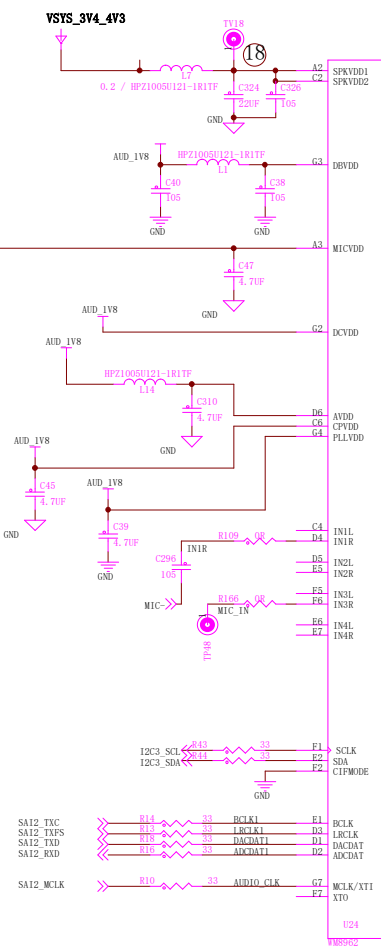 VSYS_3V4_4V3
TV18
18
L7
0.2 / HPZ1005U121-1R1TF
C324
22UF
C326
105
GND
A2 SPKVDD1
C2 SPKVDD2
AUD_1V8
HPZ1005U121-1R1TF
L1
G3 DBVDD
C40
105
C38
105
GND
GND
A3 MICVDD
C47
4.7UF
GND
AUD_1V8
G2 DCVDD
AUD_1V8
HPZ1005U121-1R1TF
L14
C310
4.7UF
GND
D6 AVDD
C6 CPVDD
G4 PLLVDD
AUD_1V8
C45
4.7UF
GND
AUD_1V8
C39
4.7UF
GND
C4 IN1L
R109 0R D4 IN1R
IN1R
C296
105
D5 IN2L
E5 IN2R
F5 IN3L
R166 0R F6 IN3R
MIC-
MIC_IN
TP48
E6 IN4L
E7 IN4R
I2C3_SCL R43 33 F1 SCLK
I2C3_SDA R44 33 E2 SDA
F2 CIFMODE
GND
SAI2_TXC R14 33 BCLK1 E1 BCLK
SAI2_TXFS R13 33 LRCLK1 D3 LRCLK
SAI2_TXD R18 33 DACDAT1 D1 DACDAT
SAI2_RXD R16 33 ADCDAT1 D2 ADCDAT
SAI2_MCLK R10 33 AUDIO_CLK G7 MCLK/XTI
F7 XTO
U24
WM8962